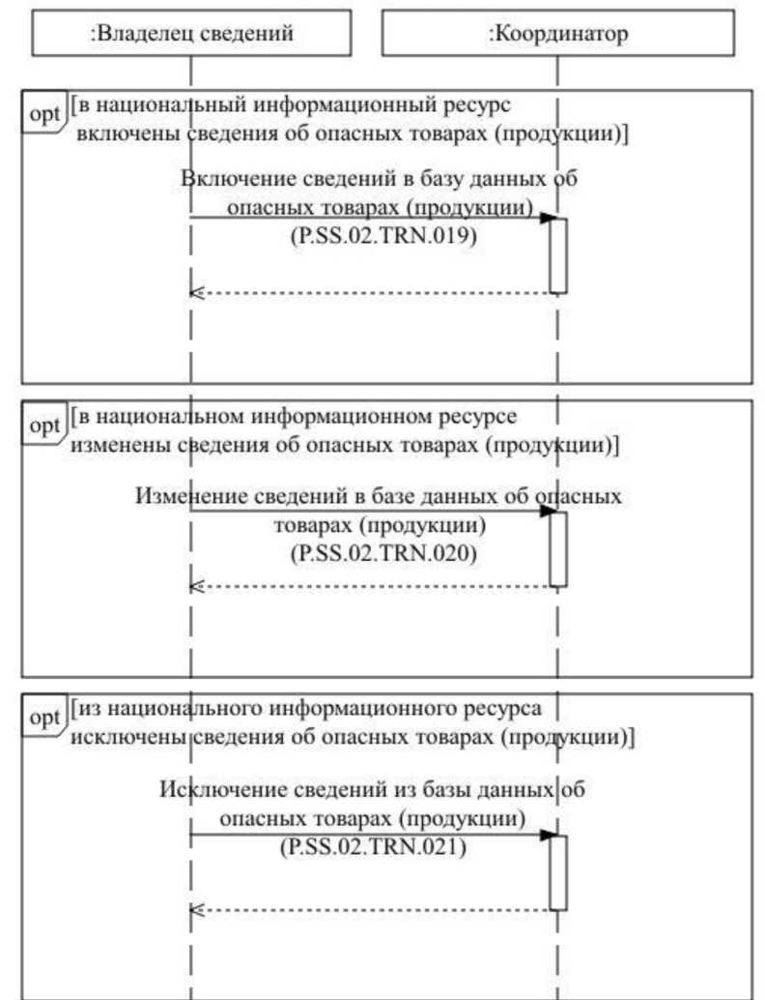 :Владелец сведений
:Координатор
opt
[в национальный информационный ресурс
включены сведения об опасных товарах (продукции)]
Включение сведений в базу данных об
опасных товарах (продукции)
(P.SS.02.TRN.019)
opt
[в национальном информационном ресурсе
изменены сведения об опасных товарах (продукции)]
Изменение сведений в базе данных об опасных
товарах (продукции)
(P.SS.02.TRN.020)
opt
[из национального информационного ресурса
исключены сведения об опасных товарах (продукции)]
Исключение сведений из базы данных об
опасных товарах (продукции)
(P.SS.02.TRN.021)